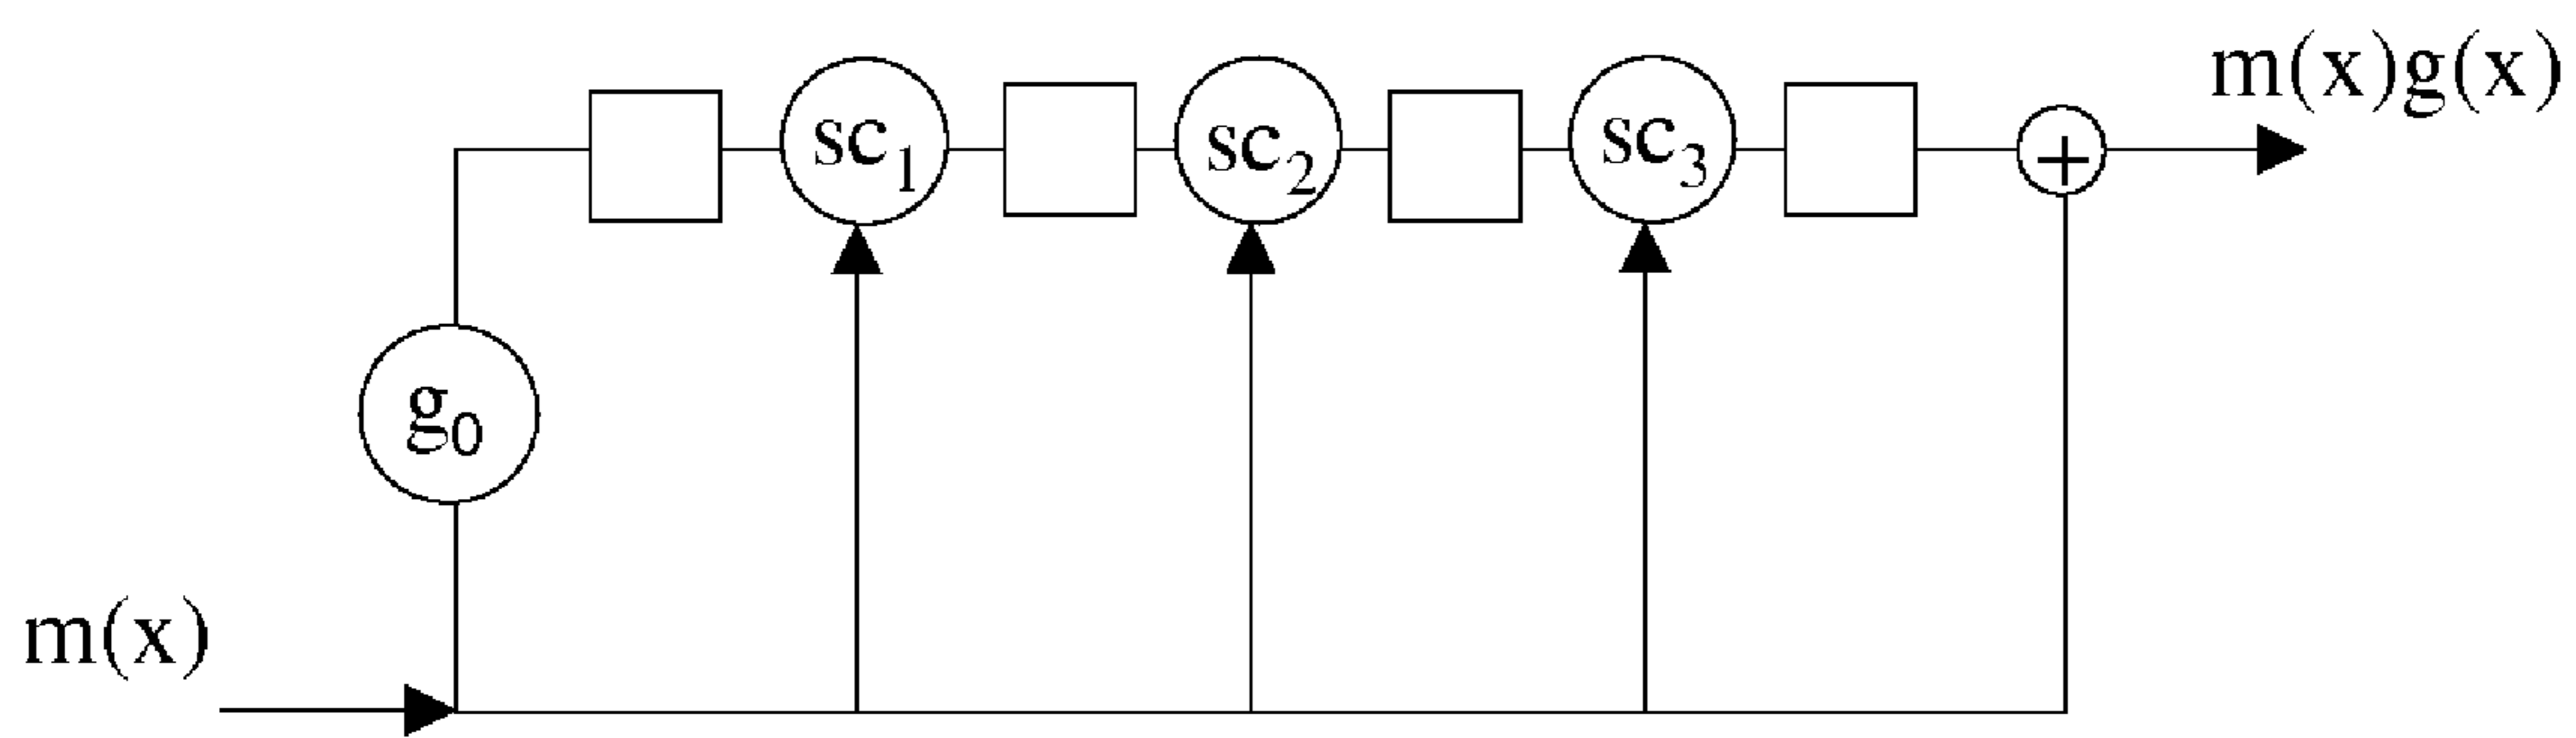 m(x)g(x)
sc₁ sc₂ sc₃ +
g₀
m(x)